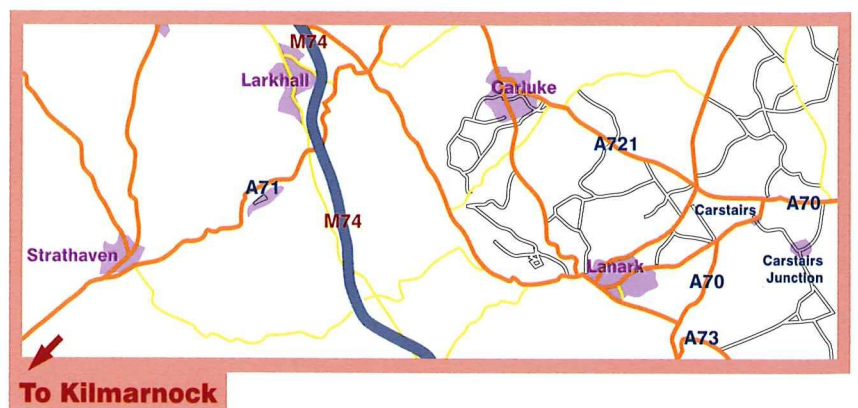 M74
Larkhall
Carluke
A721
A71
Carstairs
A70
M74
Strathaven
Lanark
Carstairs
Junction
A70
A73
To Kilmarnock